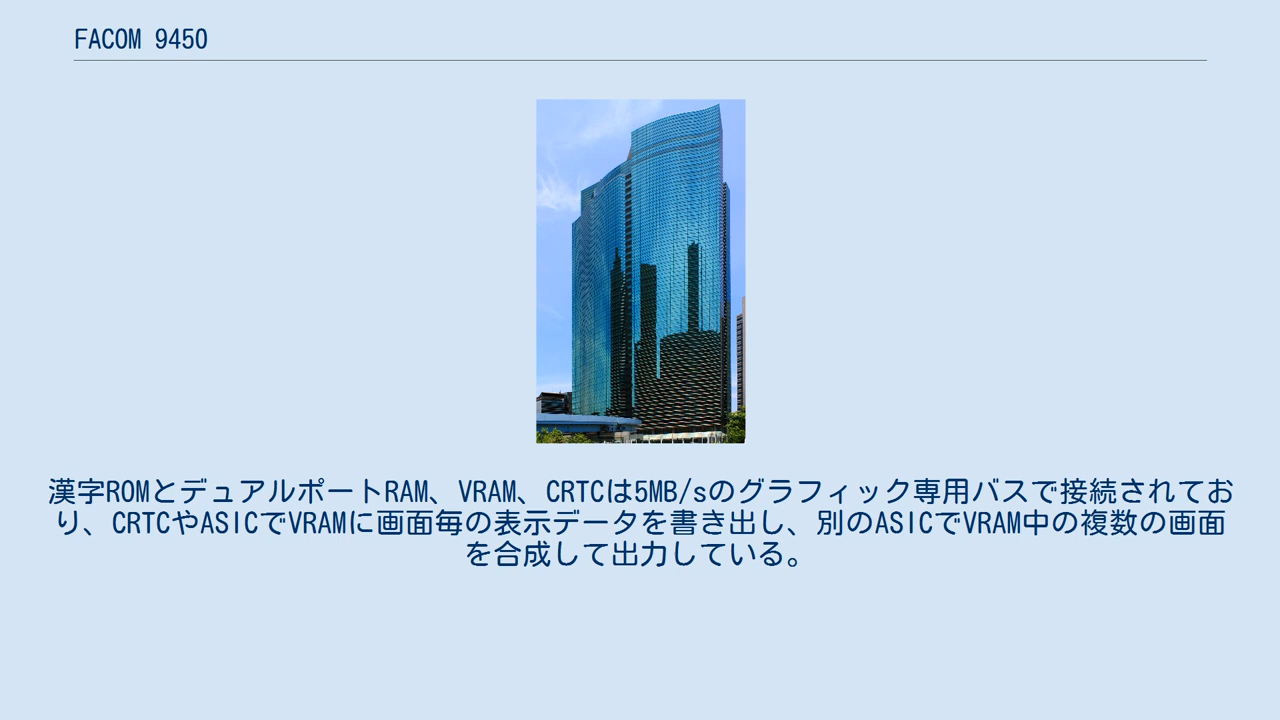 FACOM 9450
漢字ROMとデュアルポートRAM、VRAM、CRTCは5MB/sのグラフィック専用バスで接続されてお
り、CRTCやASICでVRAMに画面毎の表示データを書き出し、別のASICでVRAM中の複数の画面
を合成して出力している。